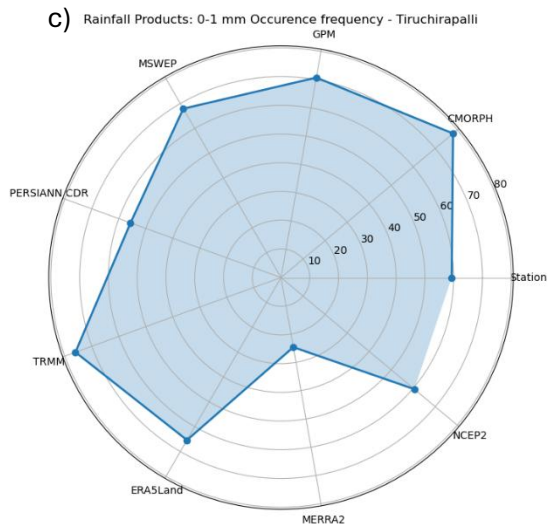 c) Rainfall Products: 0-1 mm Occurence frequency - Tiruchirapalli
GPM
MSWEP
CMORPH
80
70
60
50
40
30
20
10
PERSIANN CDR
Station
TRMM
NCEP2
ERA5Land
MERRA2